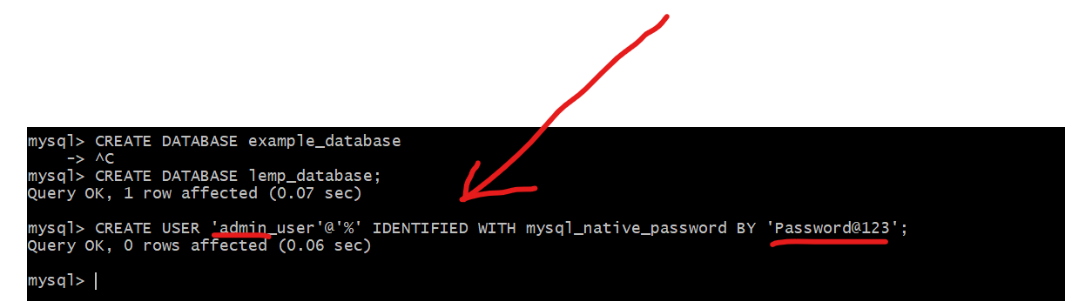 mysql> CREATE DATABASE example_database
-> ^C
mysql> CREATE DATABASE lemp_database;
Query OK, 1 row affected (0.07 sec)
mysql> CREATE USER 'admin_user'@'%' IDENTIFIED WITH mysql_native_password BY 'Password@123';
Query OK, 0 rows affected (0.06 sec)
mysql>